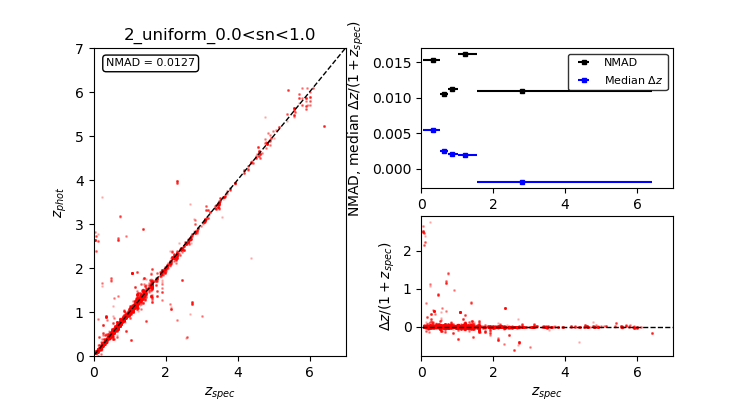 2_uniform_0.0<sn<1.0
NMAD = 0.0127
7
6
5
4
3
2
1
0
z_phot
0 2 4 6
z_spec
NMAD, median Δz/(1 + z_spec)
0.015
0.010
0.005
0.000
NMAD
Median Δz
0 2 4 6
Δz/(1 + z_spec)
2
1
0
0 2 4 6
z_spec